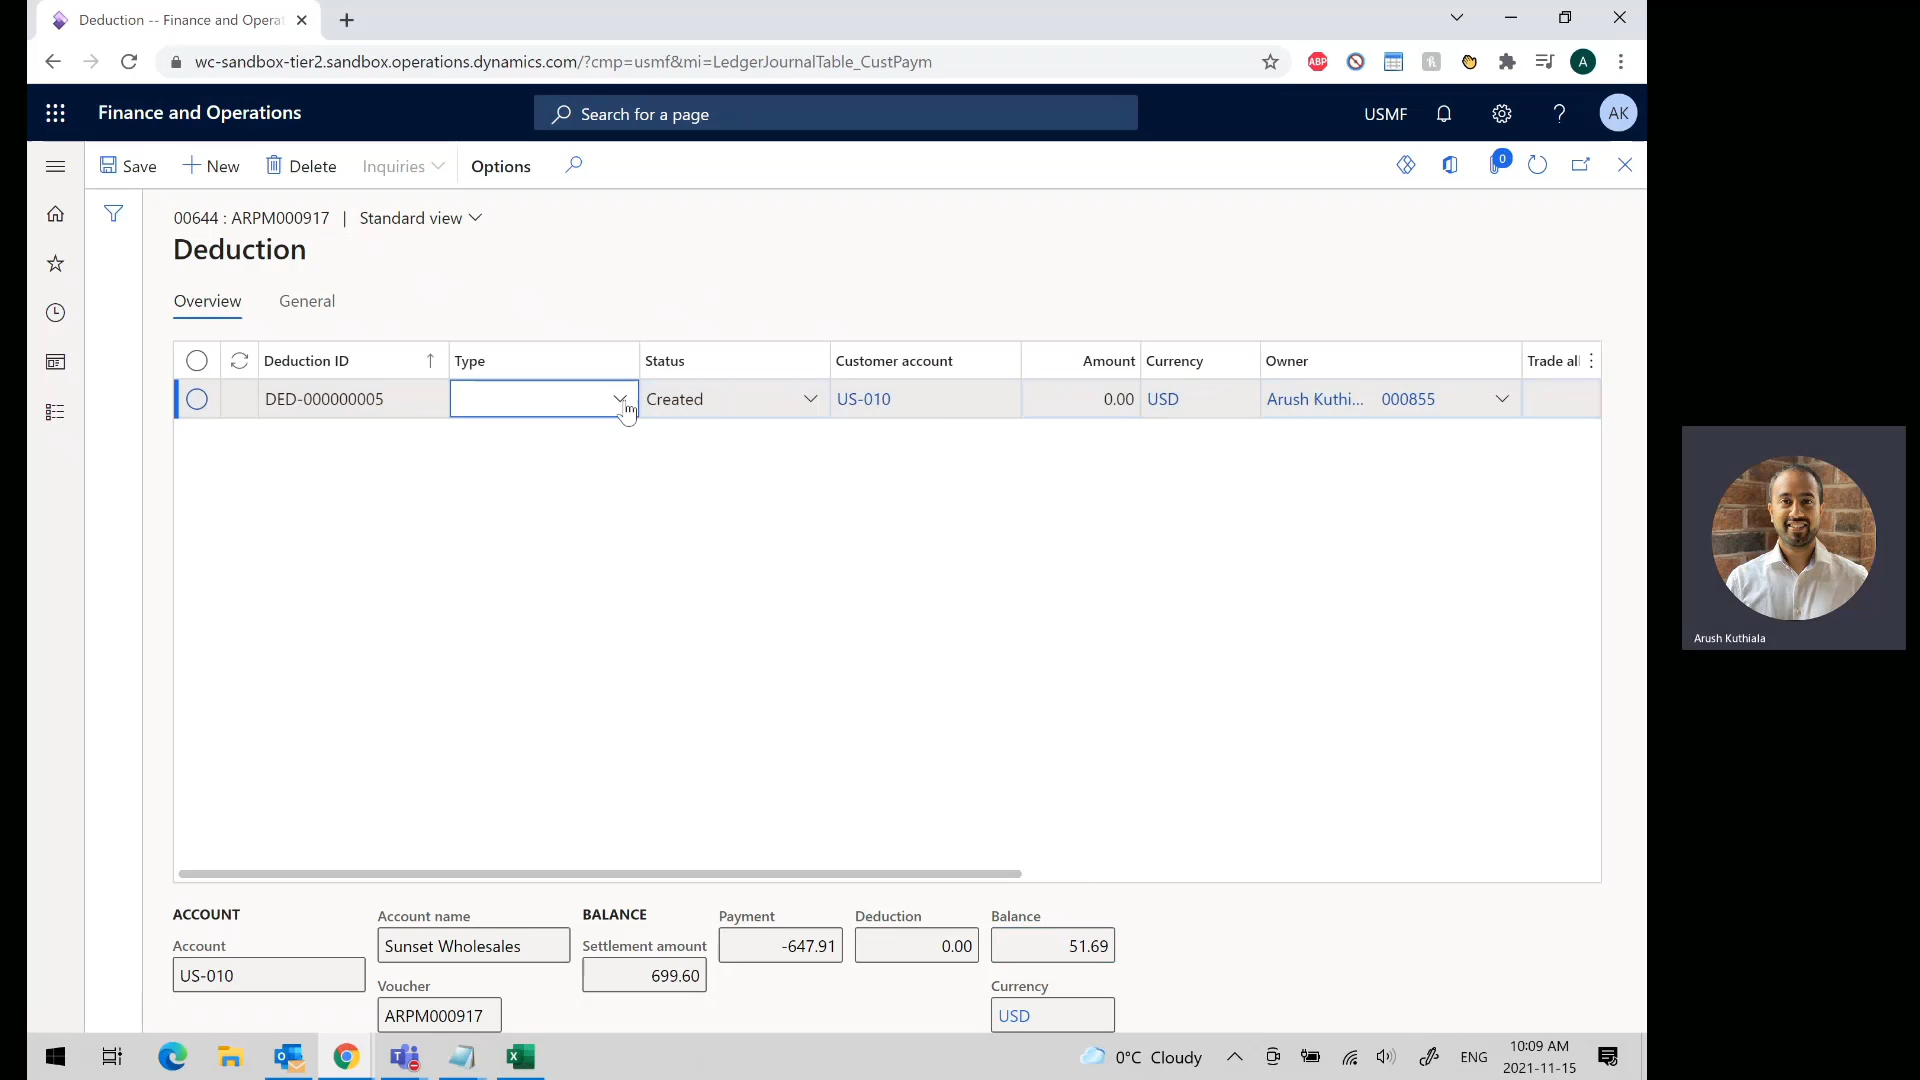 Deduction -- Finance and Opera
wc-sandbox-tier2.sandbox.operations.dynamics.com/?cmp=usmf&mi=LedgerJournalTable_CustPaym
ABP
A
Finance and Operations
Search for a page
USMF
?
AK
Save
New
Delete
Inquiries
Options
0
00644 : ARPM000917 | Standard view
Deduction
Overview
General
Deduction ID
Type
Status
Customer account
Amount
Currency
Owner
Trade all
DED-000000005
Created
US-010
0.00
USD
Arush Kuthi...
000855
ACCOUNT
Account name
BALANCE
Payment
Deduction
Balance
Account
Sunset Wholesales
Settlement amount
-647.91
0.00
51.69
US-010
Voucher
699.60
Currency
ARPM000917
USD
Arush Kuthiala
0°C Cloudy
ENG
10:09 AM
2021-11-15